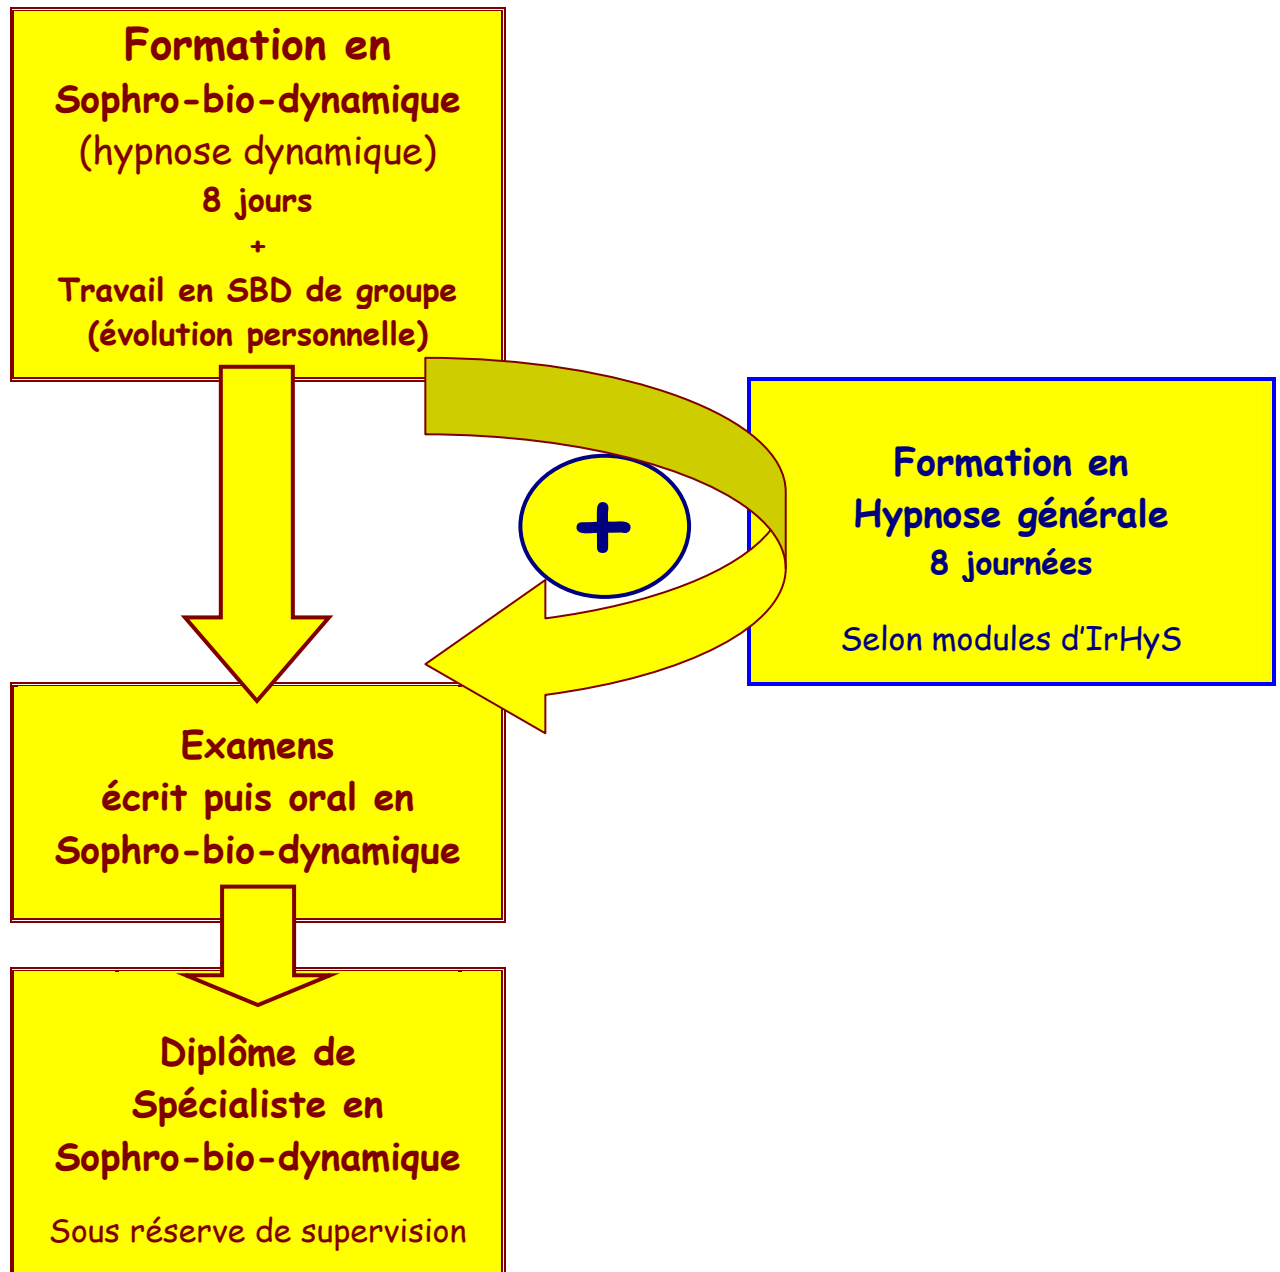 Formation en
Sophro-bio-dynamique
(hypnose dynamique)
8 jours
+
Travail en SBD de groupe
(évolution personnelle)
+
Formation en
Hypnose générale
8 journées
Selon modules d'IrHyS
Examens
écrit puis oral en
Sophro-bio-dynamique
Diplôme de
Spécialiste en
Sophro-bio-dynamique
Sous réserve de supervision